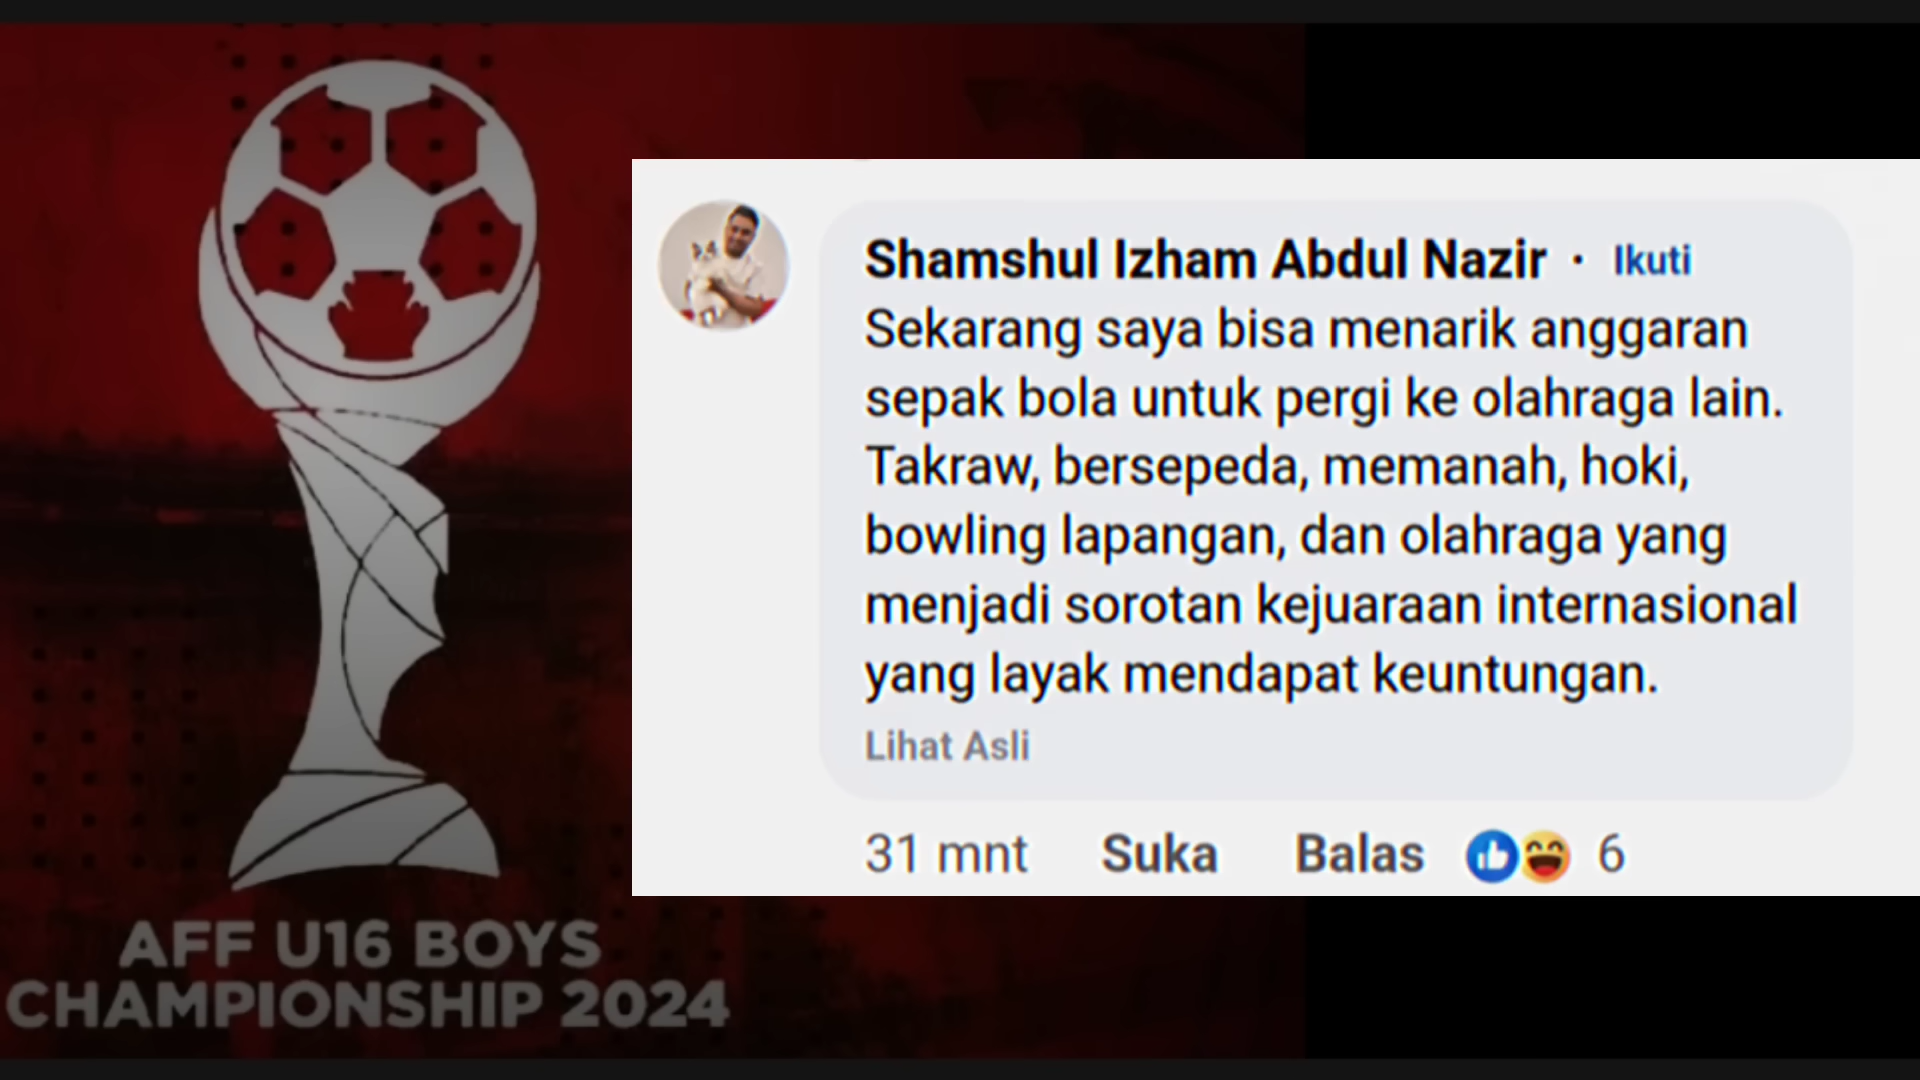 AFF U16 BOYS
CHAMPIONSHIP 2024
Shamshul Izham Abdul Nazir · Ikuti
Sekarang saya bisa menarik anggaran
sepak bola untuk pergi ke olahraga lain.
Takraw, bersepeda, memanah, hoki,
bowling lapangan, dan olahraga yang
menjadi sorotan kejuaraan internasional
yang layak mendapat keuntungan.
Lihat Asli
31 mnt Suka Balas 6